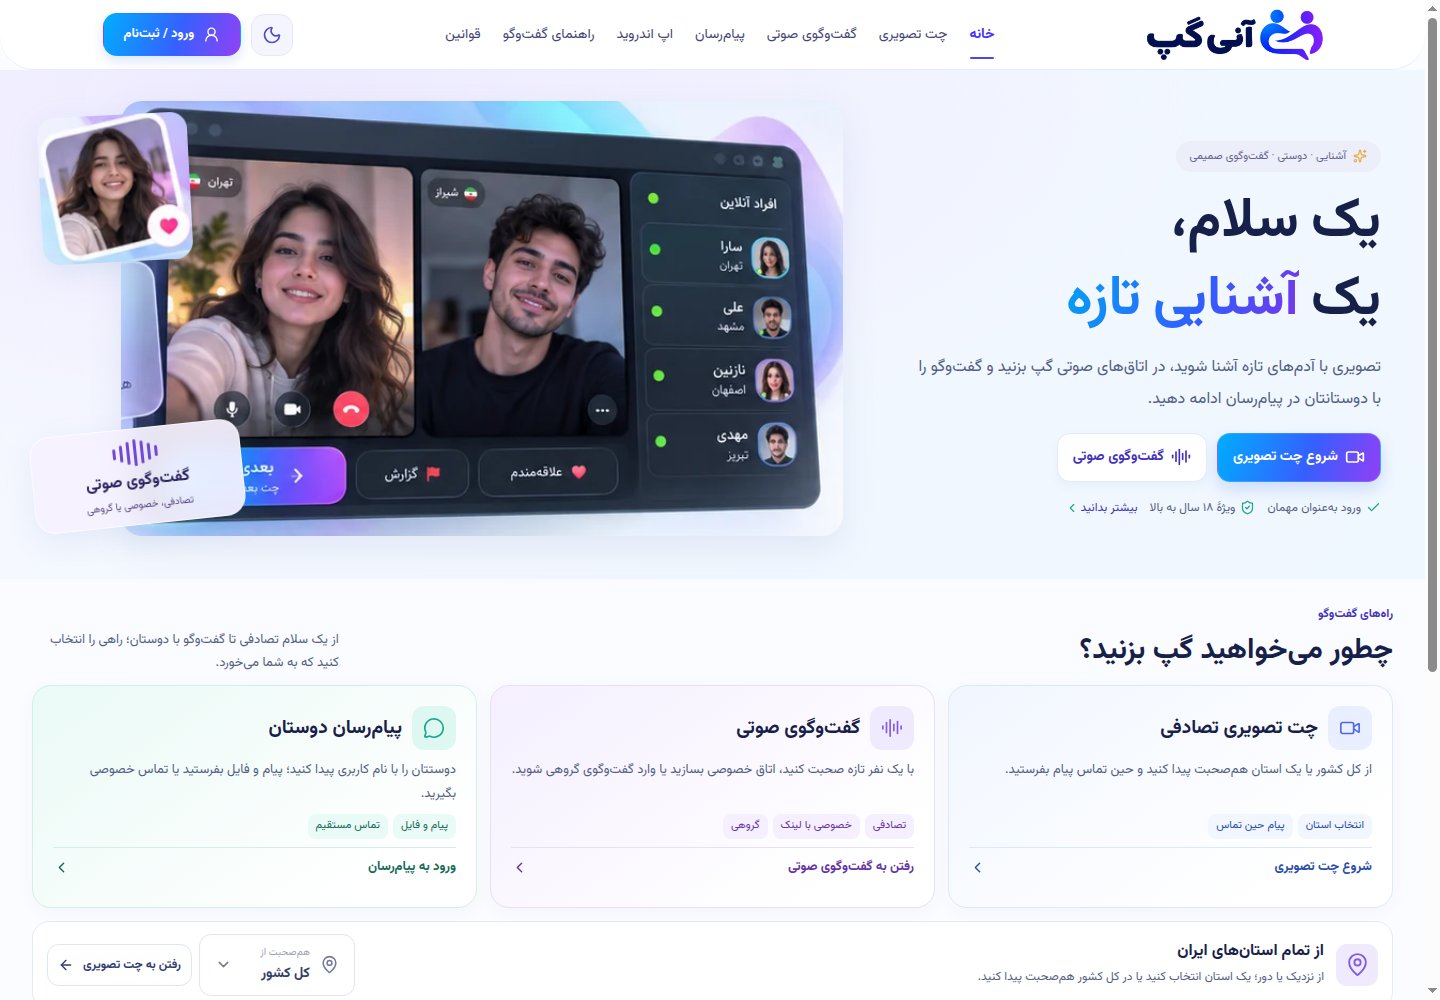 آنی گپ
خانه
چت تصویری
گفت‌وگوی صوتی
پیام‌رسان
اپ اندروید
راهنمای گفت‌وگو
قوانین
ورود / ثبت‌نام
آشنایی · دوستی · گفت‌وگوی صمیمی
یک سلام،
یک آشنایی تازه
تصویری با آدم‌های تازه آشنا شوید، در اتاق‌های صوتی گپ بزنید و گفت‌وگو را
با دوستانتان در پیام‌رسان ادامه دهید.
شروع چت تصویری
گفت‌وگوی صوتی
ورود به‌عنوان مهمان
ویژهٔ ۱۸ سال به بالا
بیشتر بدانید
افراد آنلاین
سارا
تهران
علی
مشهد
نازنین
اصفهان
مهدی
تبریز
شیراز
تهران
علاقه‌مندم
گزارش
بعدی
چت بعد
گفت‌وگوی صوتی
تصادفی، خصوصی یا گروهی
راه‌های گفت‌وگو
چطور می‌خواهید گپ بزنید؟
از یک سلام تصادفی تا گفت‌وگو با دوستان؛ راهی را انتخاب
کنید که به شما می‌خورد.
چت تصویری تصادفی
از کل کشور یا یک استان هم‌صحبت پیدا کنید و حین تماس پیام بفرستید.
انتخاب استان
پیام حین تماس
شروع چت تصویری
گفت‌وگوی صوتی
با یک نفر تازه صحبت کنید، اتاق خصوصی بسازید یا وارد گفت‌وگوی گروهی شوید.
تصادفی
خصوصی با لینک
گروهی
رفتن به گفت‌وگوی صوتی
پیام‌رسان دوستان
دوستتان را با نام کاربری پیدا کنید؛ پیام و فایل بفرستید یا تماس خصوصی
بگیرید.
پیام و فایل
تماس مستقیم
ورود به پیام‌رسان
از تمام استان‌های ایران
از نزدیک یا دور؛ یک استان انتخاب کنید یا در کل کشور هم‌صحبت پیدا کنید.
هم‌صحبت از
کل کشور
رفتن به چت تصویری